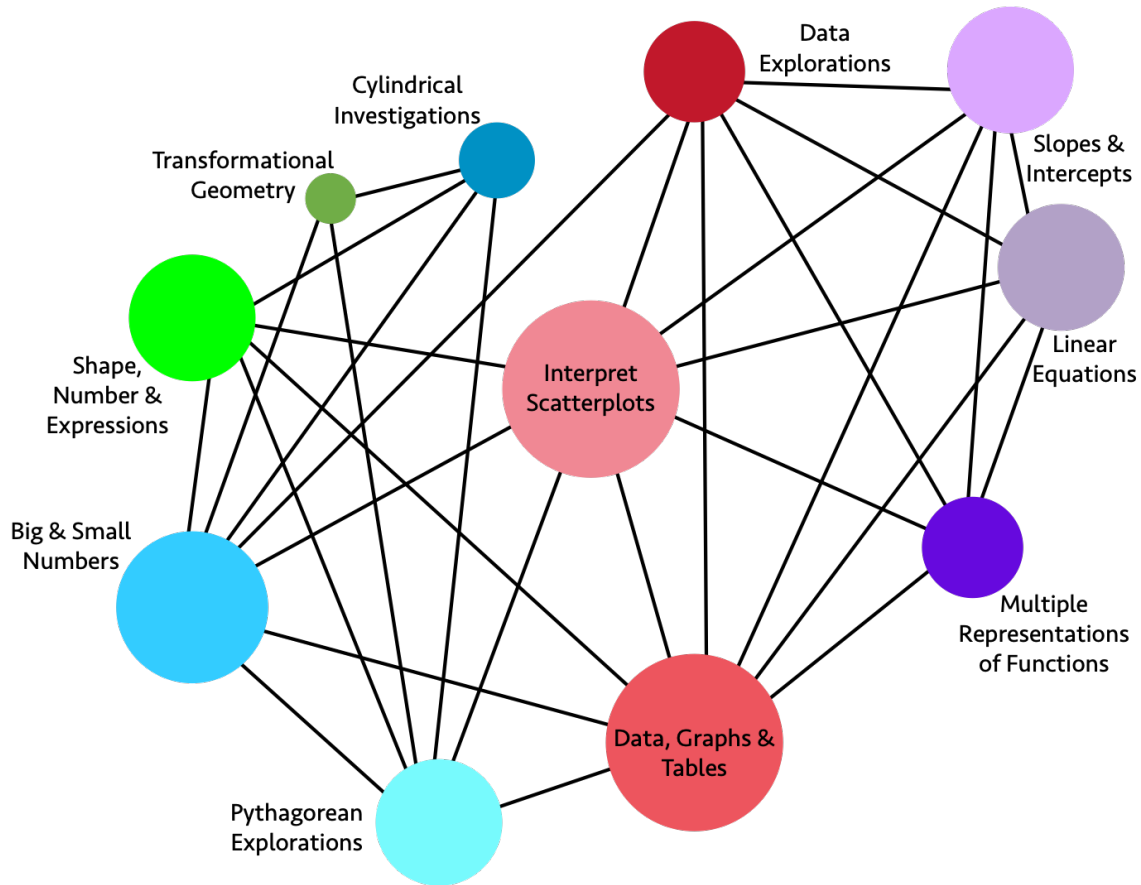 Data
Explorations
Cylindrical
Investigations
Slopes &
Intercepts
Transformational
Geometry
Linear
Equations
Shape,
Number &
Expressions
Interpret
Scatterplots
Big & Small
Numbers
Multiple
Representations
of Functions
Data, Graphs &
Tables
Pythagorean
Explorations